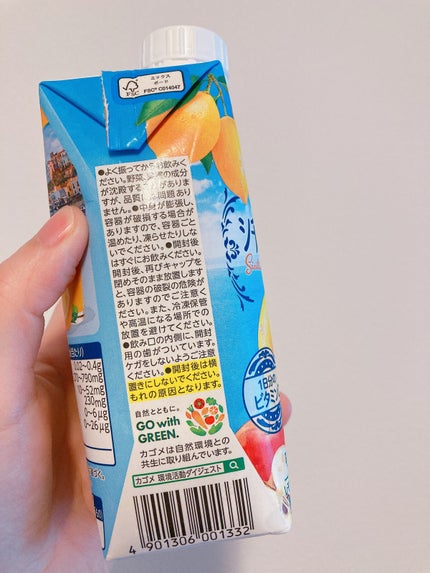 ミックス
ボード
FSC
FSC® C014047
●よく振ってからお飲みく
ださい。野菜・果実の成分
が沈殿することがありま
すが、品質には問題あり
ません。●中身が膨張し、
容器が破損する場合が
ありますので、容器ごと
温めたり、凍らせたりしな
いでください。●開封後
はすぐにお飲みください。
開封後、再びキャップを
閉めそのまま放置します
と、容器の破裂の危険が
ありますのでご注意く
ださい。また、冷凍保管
や高温になる場所での
放置を避けてください。
●飲み口の内側に、開封
用の歯がついています。
ケガをしないようご注意
ください。●開封後は横
置きにしないでください。
もれの原因となります。
自然とともに。
GO with
GREEN.
カゴメは自然環境との
共生に取り組んでいます。
カゴメ 環境活動ダイジェスト
4 901306 001332
1日分の
ビタミン
02~0.4g
~790mg
~52mg
230mg
0~6μg
~26μg